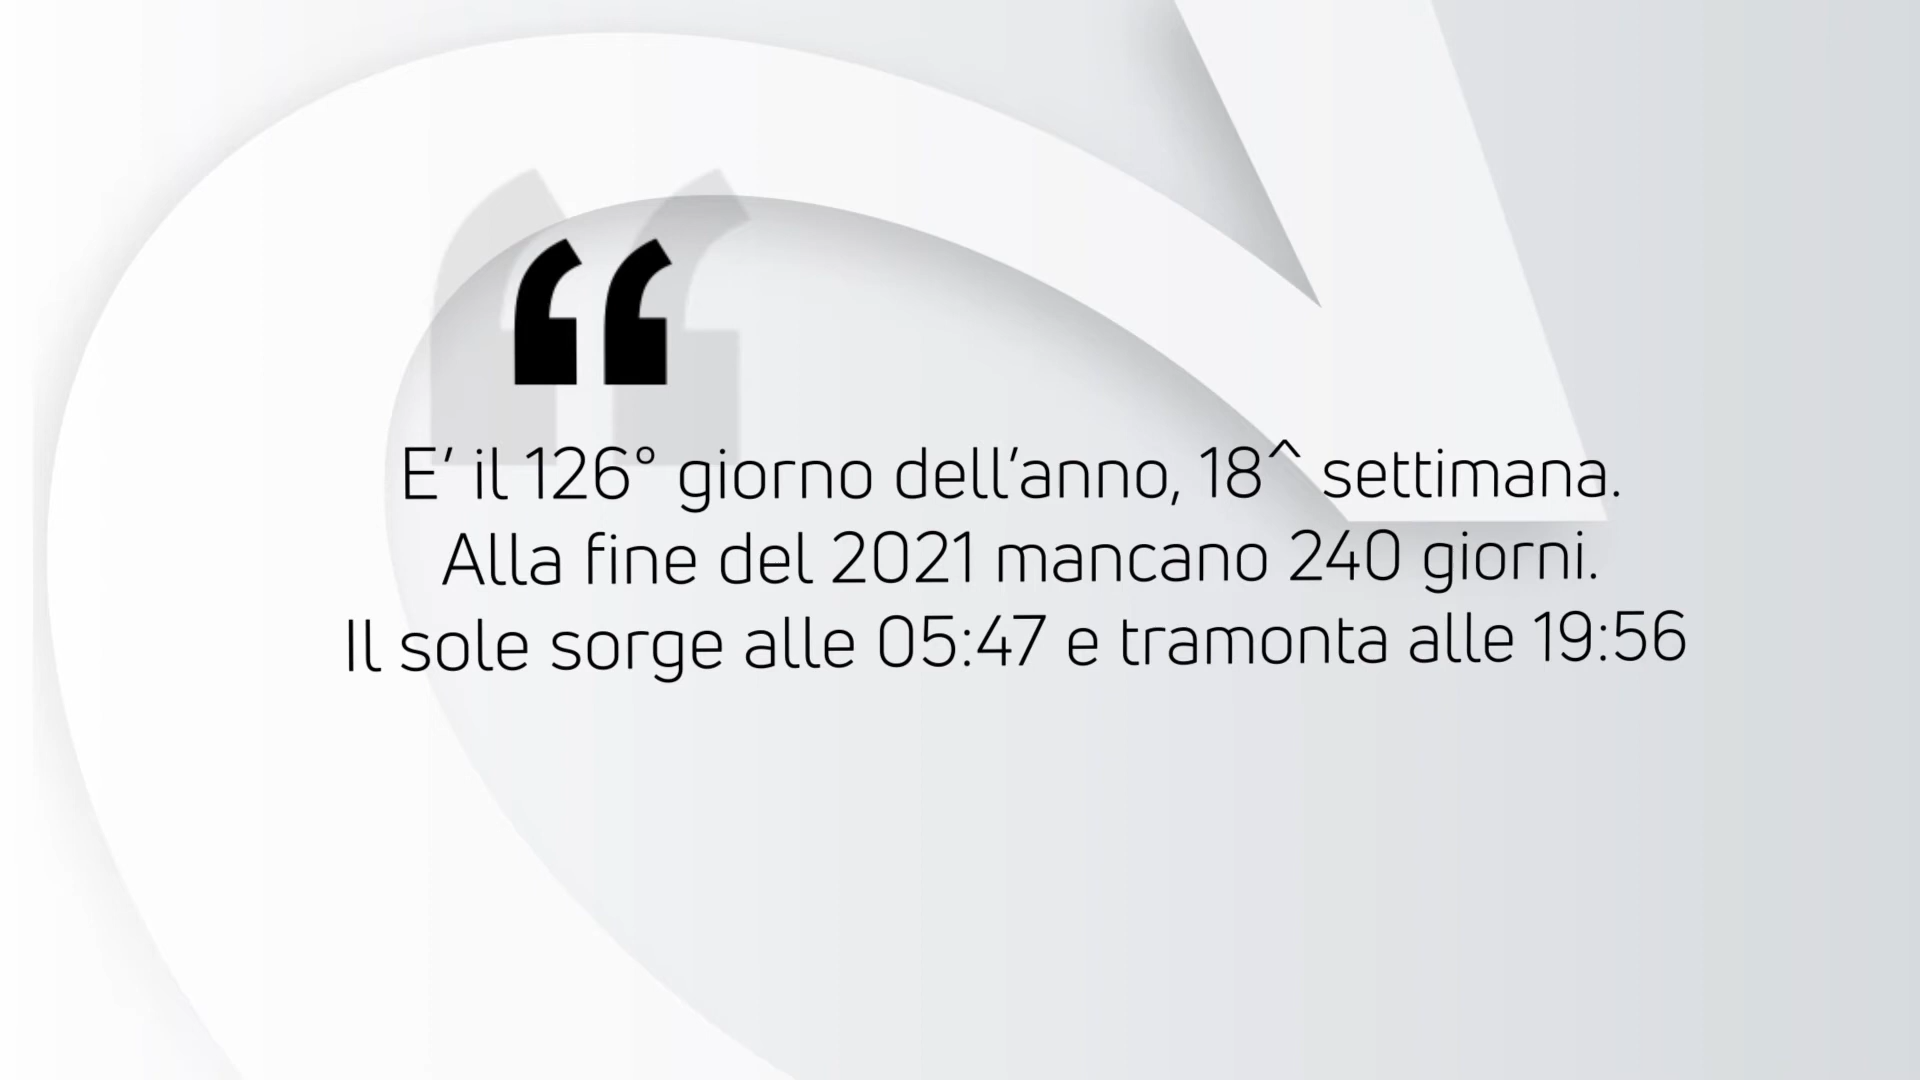 “
E’ il 126° giorno dell’anno, 18^ settimana.
Alla fine del 2021 mancano 240 giorni.
Il sole sorge alle 05:47 e tramonta alle 19:56